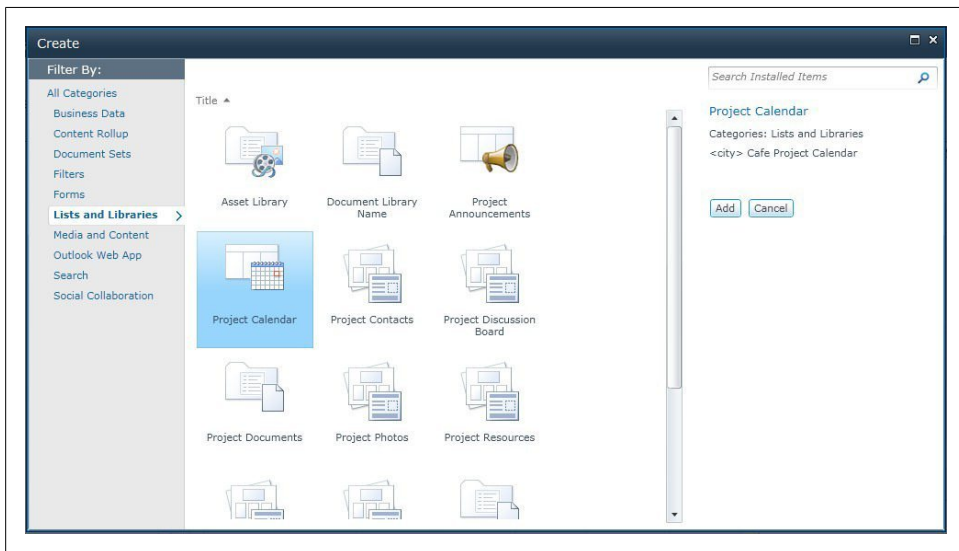 Create
Filter By:
All Categories
Business Data
Content Rollup
Document Sets
Filters
Forms
Lists and Libraries
Media and Content
Outlook Web App
Search
Social Collaboration
Title
Asset Library
Document Library
Name
Project
Announcements
Project Calendar
Project Contacts
Project Discussion
Board
Project Documents
Project Photos
Project Resources
Search Installed Items
Project Calendar
Categories: Lists and Libraries
<city> Cafe Project Calendar
Add
Cancel